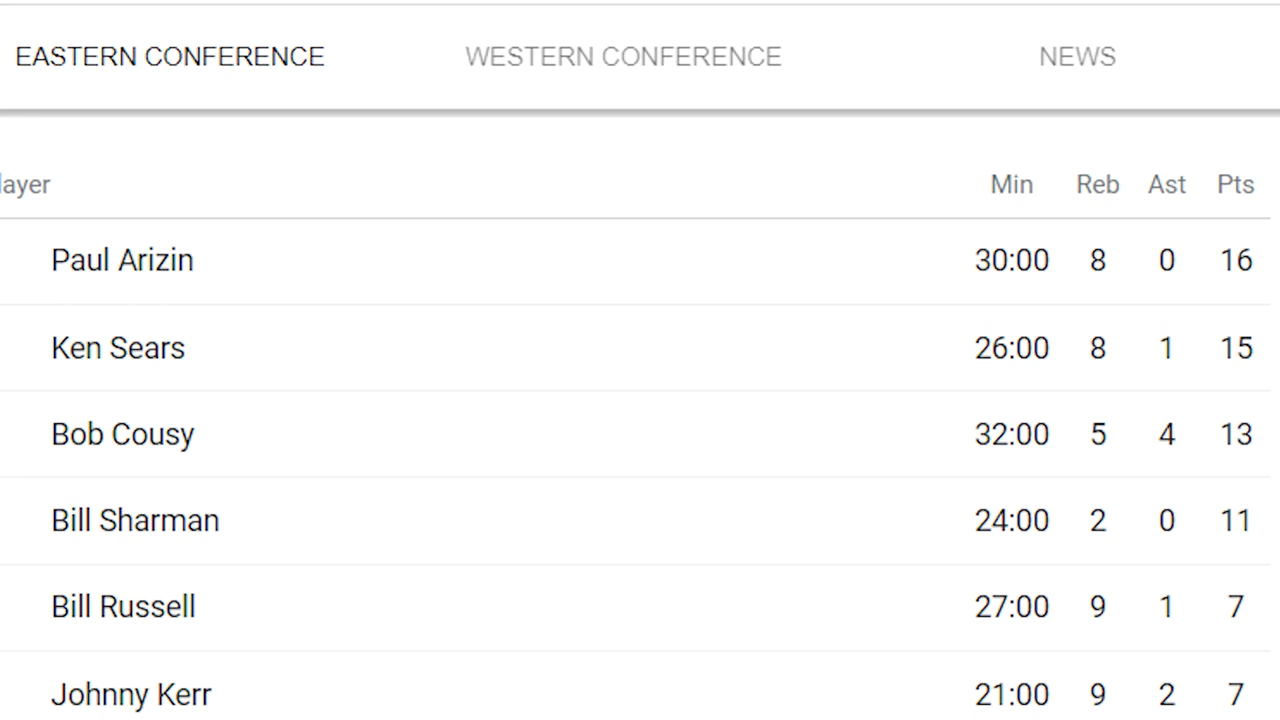 EASTERN CONFERENCE WESTERN CONFERENCE NEWS
layer Min Reb Ast Pts
Paul Arizin 30:00 8 0 16
Ken Sears 26:00 8 1 15
Bob Cousy 32:00 5 4 13
Bill Sharman 24:00 2 0 11
Bill Russell 27:00 9 1 7
Johnny Kerr 21:00 9 2 7